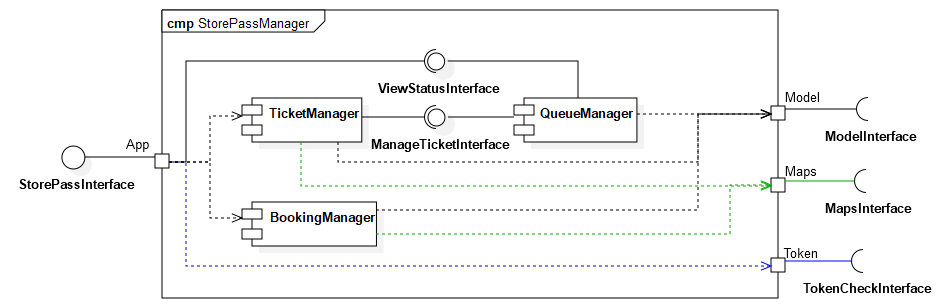 cmp StorePassManager
ViewStatusInterface
TicketManager
QueueManager
ManageTicketInterface
App
StorePassInterface
BookingManager
Model
ModelInterface
Maps
MapsInterface
Token
TokenCheckInterface